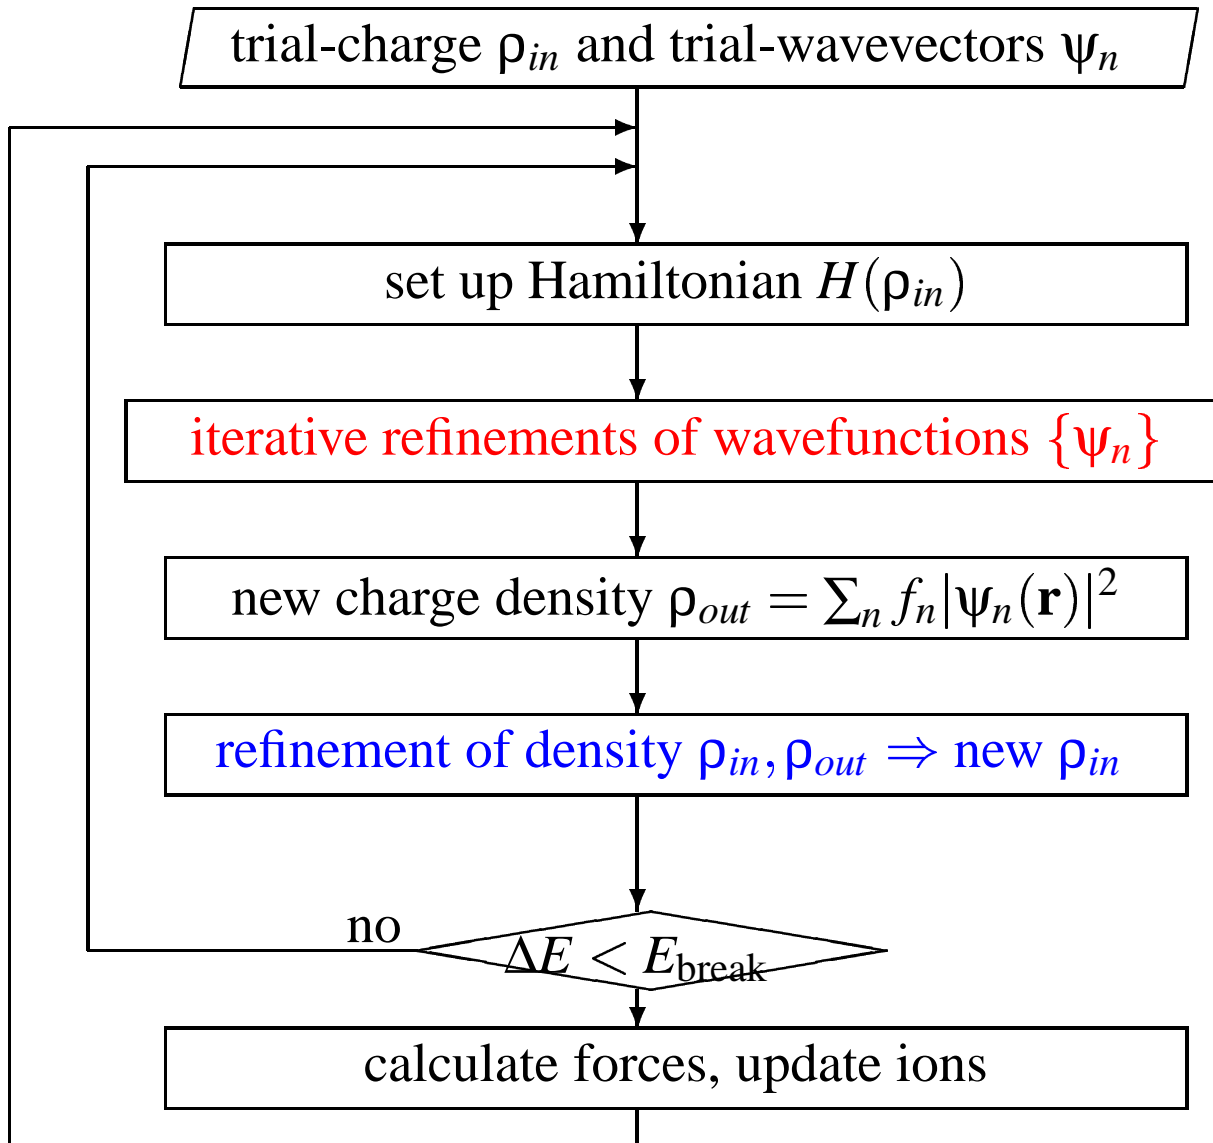 trial-charge ρ_in and trial-wavevectors ψ_n
set up Hamiltonian H(ρ_in)
iterative refinements of wavefunctions {ψ_n}
new charge density ρ_out = ∑_n f_n|ψ_n(r)|²
refinement of density ρ_in, ρ_out ⇒ new ρ_in
no
ΔE < E_break
calculate forces, update ions